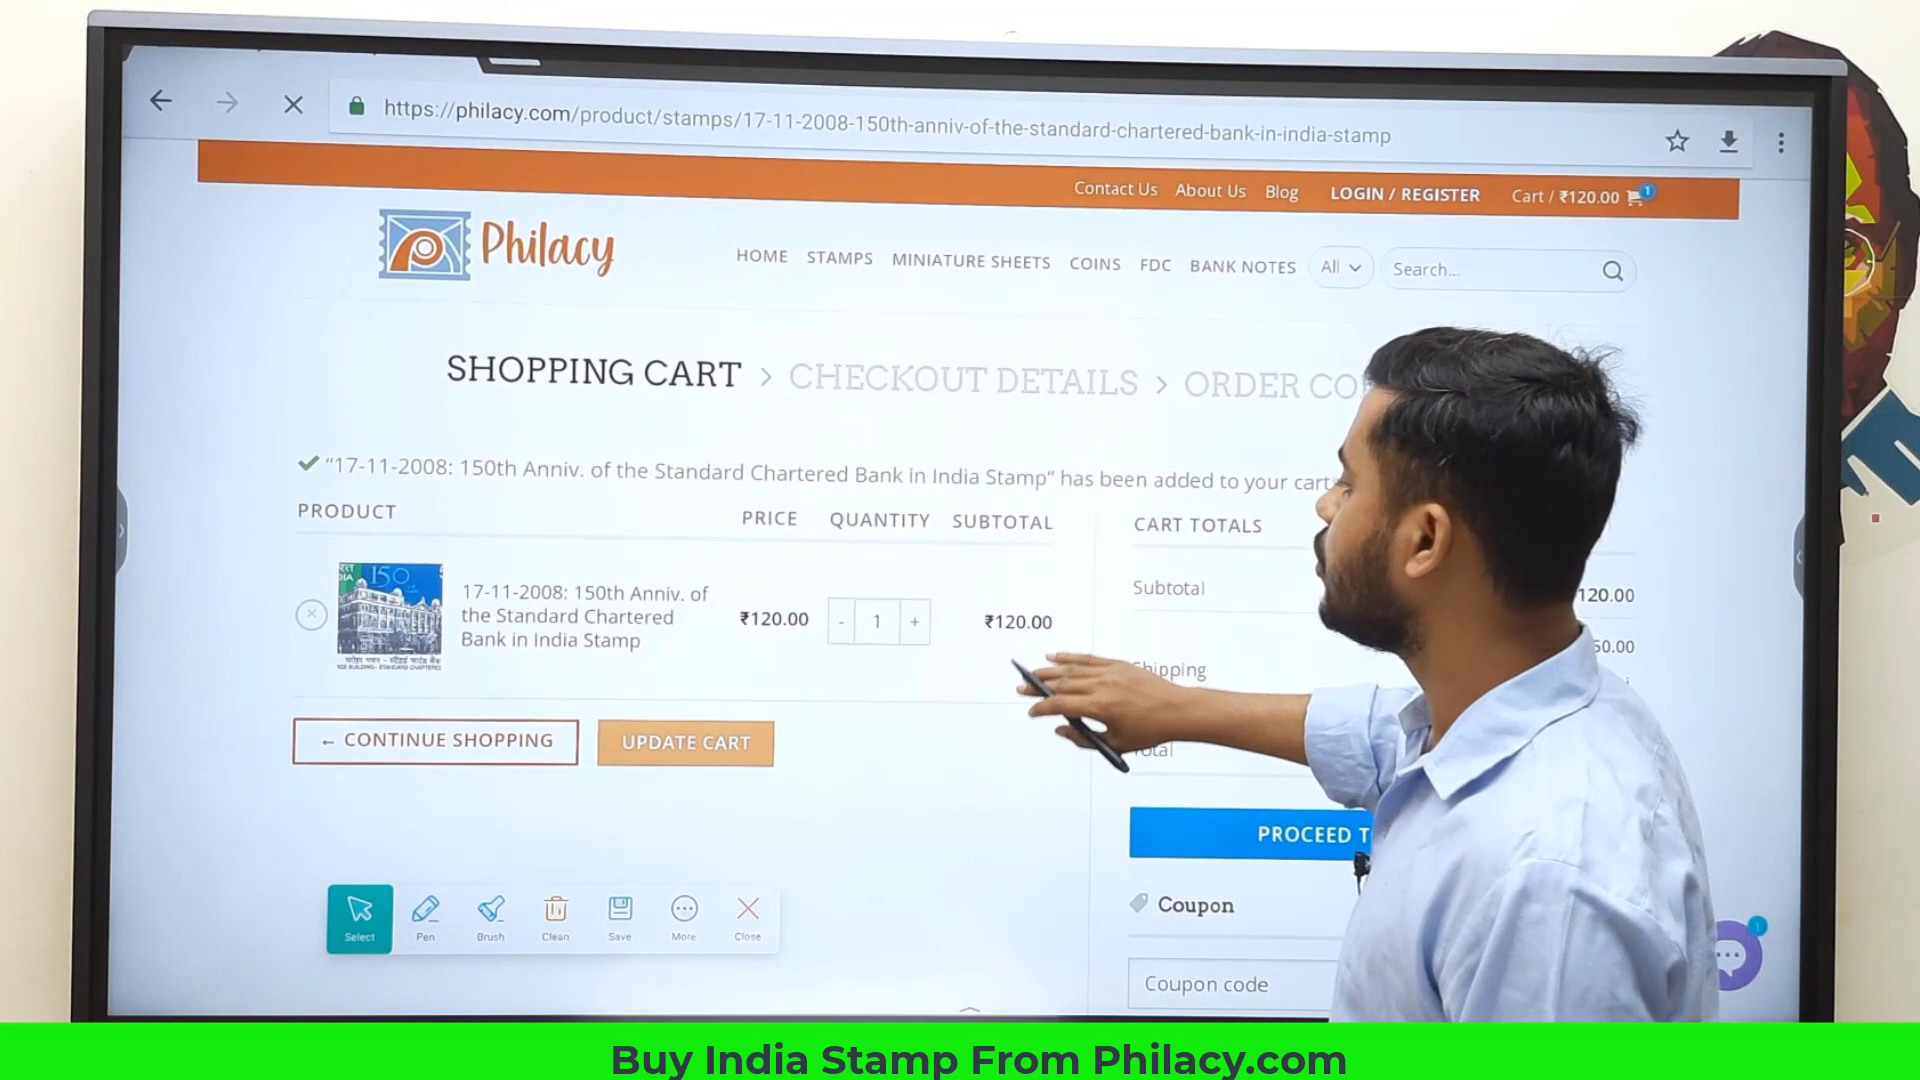 https://philacy.com/product/stamps/17-11-2008-150th-anniv-of-the-standard-chartered-bank-in-india-stamp
Contact Us About Us Blog LOGIN / REGISTER Cart / ₹120.00 1
Philacy
HOME STAMPS MINIATURE SHEETS COINS FDC BANK NOTES All Search...
SHOPPING CART > CHECKOUT DETAILS > ORDER CO
“17-11-2008: 150th Anniv. of the Standard Chartered Bank in India Stamp” has been added to your cart
PRODUCT PRICE QUANTITY SUBTOTAL
150
17-11-2008: 150th Anniv. of
the Standard Chartered
Bank in India Stamp
₹120.00 - 1 + ₹120.00
← CONTINUE SHOPPING UPDATE CART
CART TOTALS
Subtotal 120.00
50.00
Shipping
Total
PROCEED T
Coupon
Coupon code
Select Pen Brush Clean Save More Close
1
Buy India Stamp From Philacy.com